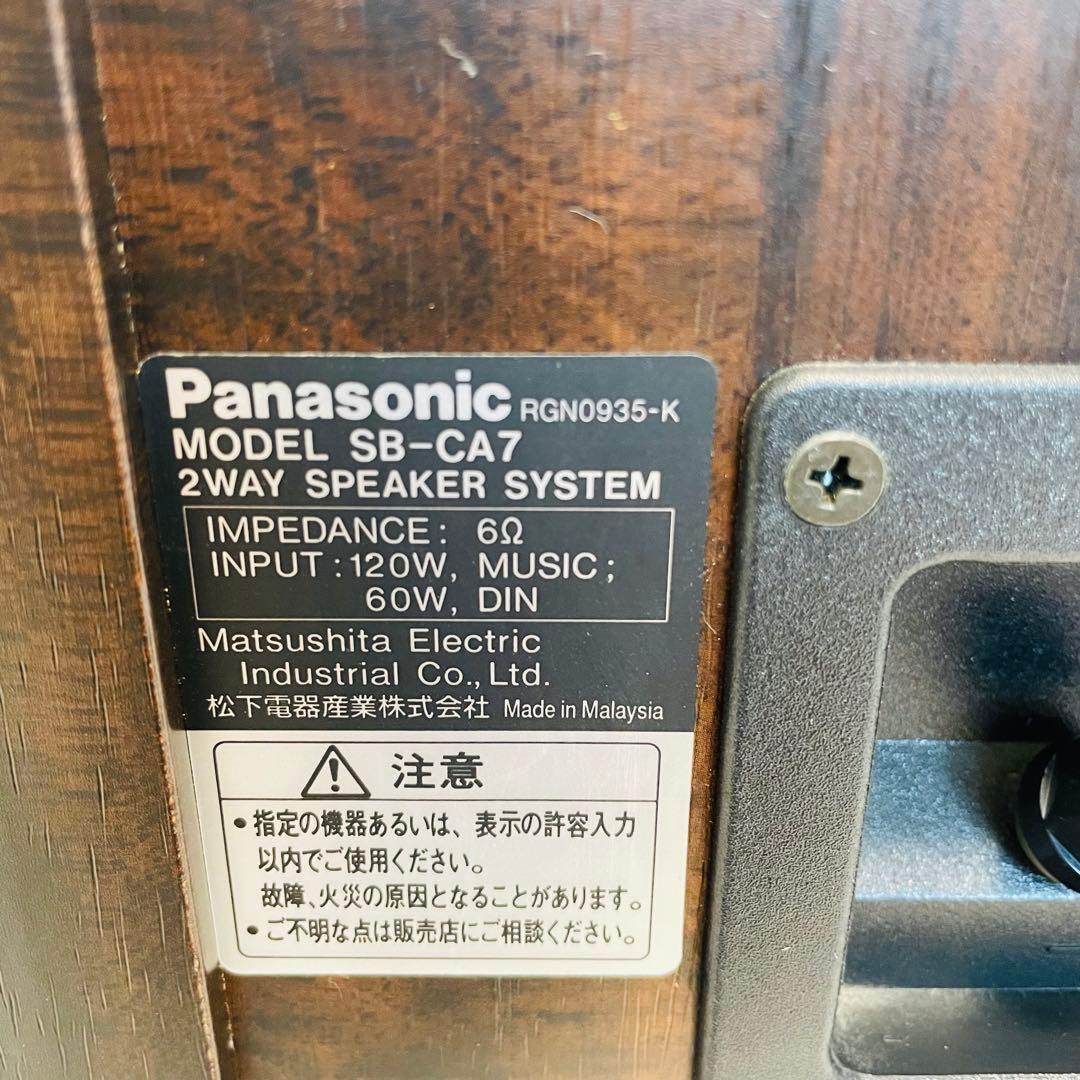 Panasonic RGN0935-K
MODEL SB-CA7
2WAY SPEAKER SYSTEM
IMPEDANCE: 6Ω
INPUT:120W, MUSIC;
60W, DIN
Matsushita Electric
Industrial Co.,Ltd.
松下電器産業株式会社 Made in Malaysia
注意
•指定の機器あるいは、表示の許容入力
以内でご使用ください。
故障、火災の原因となることがあります。
•ご不明な点は販売店にご相談ください。